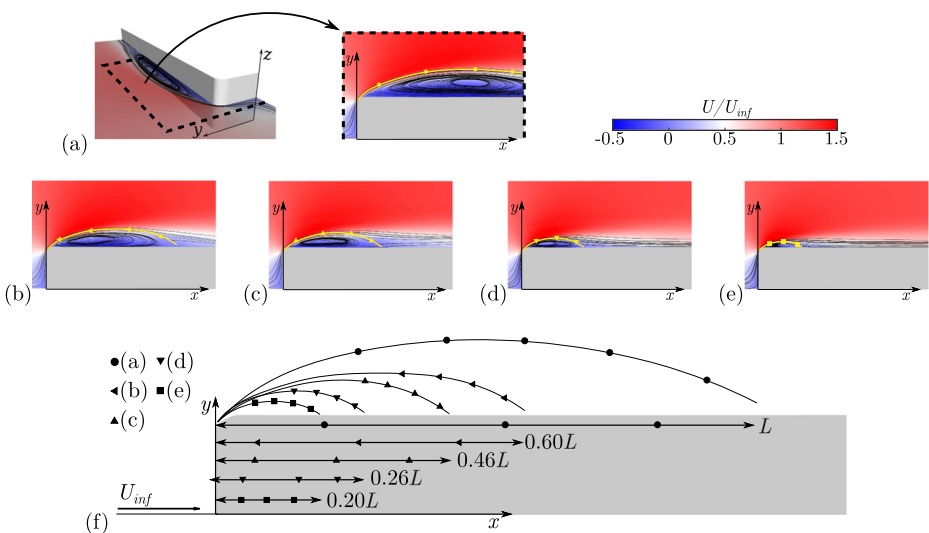 z
y
(a)
y
x
U/U_inf
-0.5 0 0.5 1 1.5
y
x
(b)
y
x
(c)
y
x
(d)
y
x
(e)
(a) (d)
(b) (e)
(c)
y
L
0.60L
0.46L
0.26L
0.20L
U_inf
x
(f)